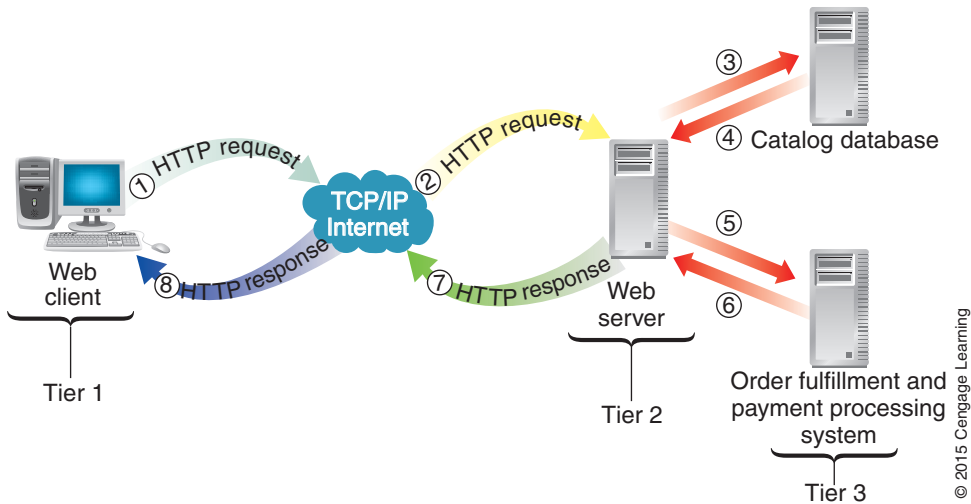 ① HTTP request
TCP/IP
Internet
② HTTP request
③
④
Catalog database
⑤
⑥
⑦ HTTP response
⑧ HTTP response
Web
client
Tier 1
Web
server
Tier 2
Order fulfillment and
payment processing
system
Tier 3
© 2015 Cengage Learning